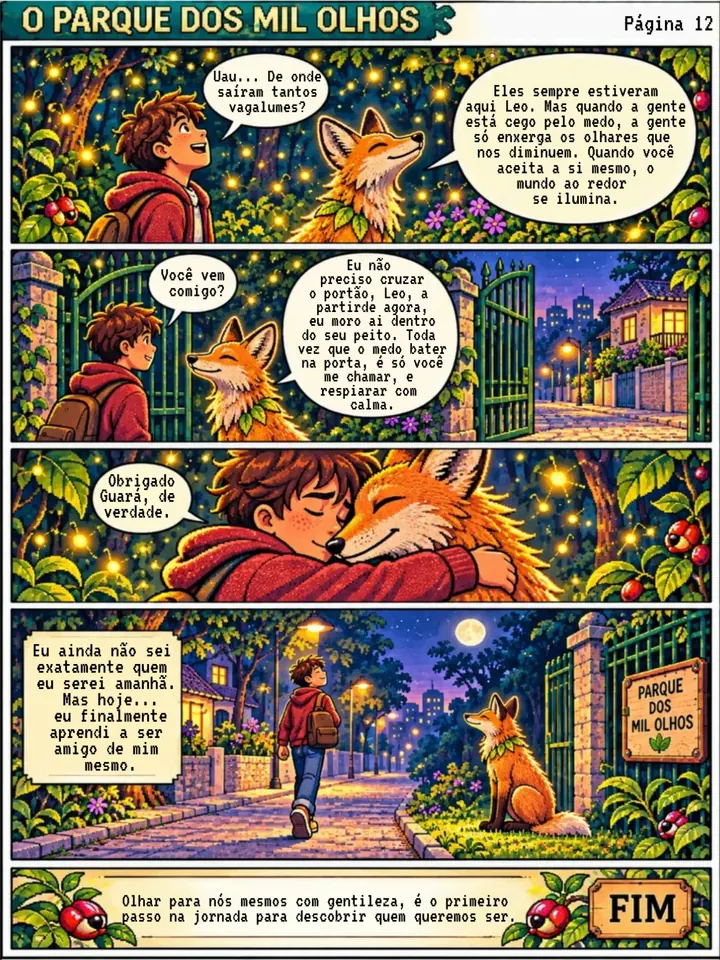 O PARQUE DOS MIL OLHOS
Página 12
Uau... De onde
saíram tantos
vagalumes?
Eles sempre estiveram
aqui Leo. Mas quando a gente
está cego pelo medo, a gente
só enxerga os olhares que
nos diminuem. Quando você
aceita a si mesmo, o
mundo ao redor
se ilumina.
Você vem
comigo?
Eu não
preciso cruzar
o portão, Leo, a
partirde agora,
eu moro ai dentro
do seu peito. Toda
vez que o medo bater
na porta, é só você
me chamar, e
respiarar com
calma.
Obrigado
Guará, de
verdade.
Eu ainda não sei
exatamente quem
eu serei amanhã.
Mas hoje...
eu finalmente
aprendi a ser
amigo de mim
mesmo.
PARQUE
DOS
MIL OLHOS
Olhar para nós mesmos com gentileza, é o primeiro
passo na jornada para descobrir quem queremos ser.
FIM